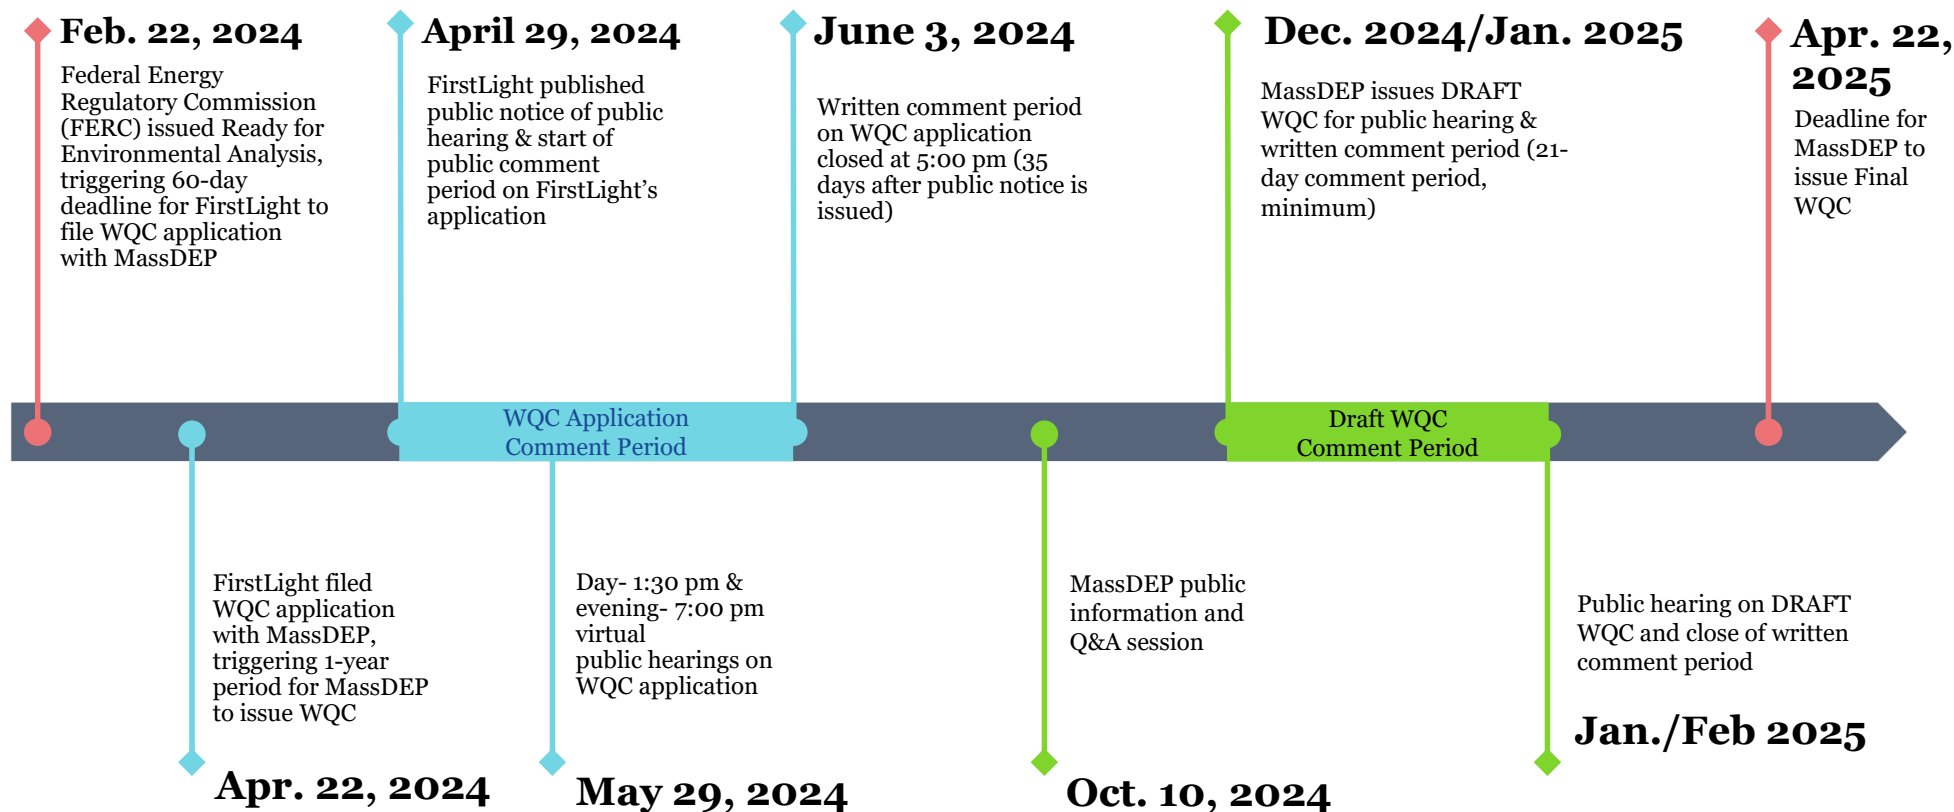 Feb. 22, 2024
Federal Energy
Regulatory Commission
(FERC) issued Ready for
Environmental Analysis,
triggering 60-day
deadline for FirstLight to
file WQC application
with MassDEP
April 29, 2024
FirstLight published
public notice of public
hearing & start of
public comment
period on FirstLight's
application
June 3, 2024
Written comment period
on WQC application
closed at 5:00 pm (35
days after public notice is
issued)
Dec. 2024/Jan. 2025
MassDEP issues DRAFT
WQC for public hearing &
written comment period (21-
day comment period,
minimum)
Apr. 22,
2025
Deadline for
MassDEP to
issue Final
WQC
WQC Application
Comment Period
Draft WQC
Comment Period
FirstLight filed
WQC application
with MassDEP,
triggering 1-year
period for MassDEP
to issue WQC
Apr. 22, 2024
Day- 1:30 pm &
evening- 7:00 pm
virtual
public hearings on
WQC application
May 29, 2024
MassDEP public
information and
Q&A session
Oct. 10, 2024
Public hearing on DRAFT
WQC and close of written
comment period
Jan./Feb 2025